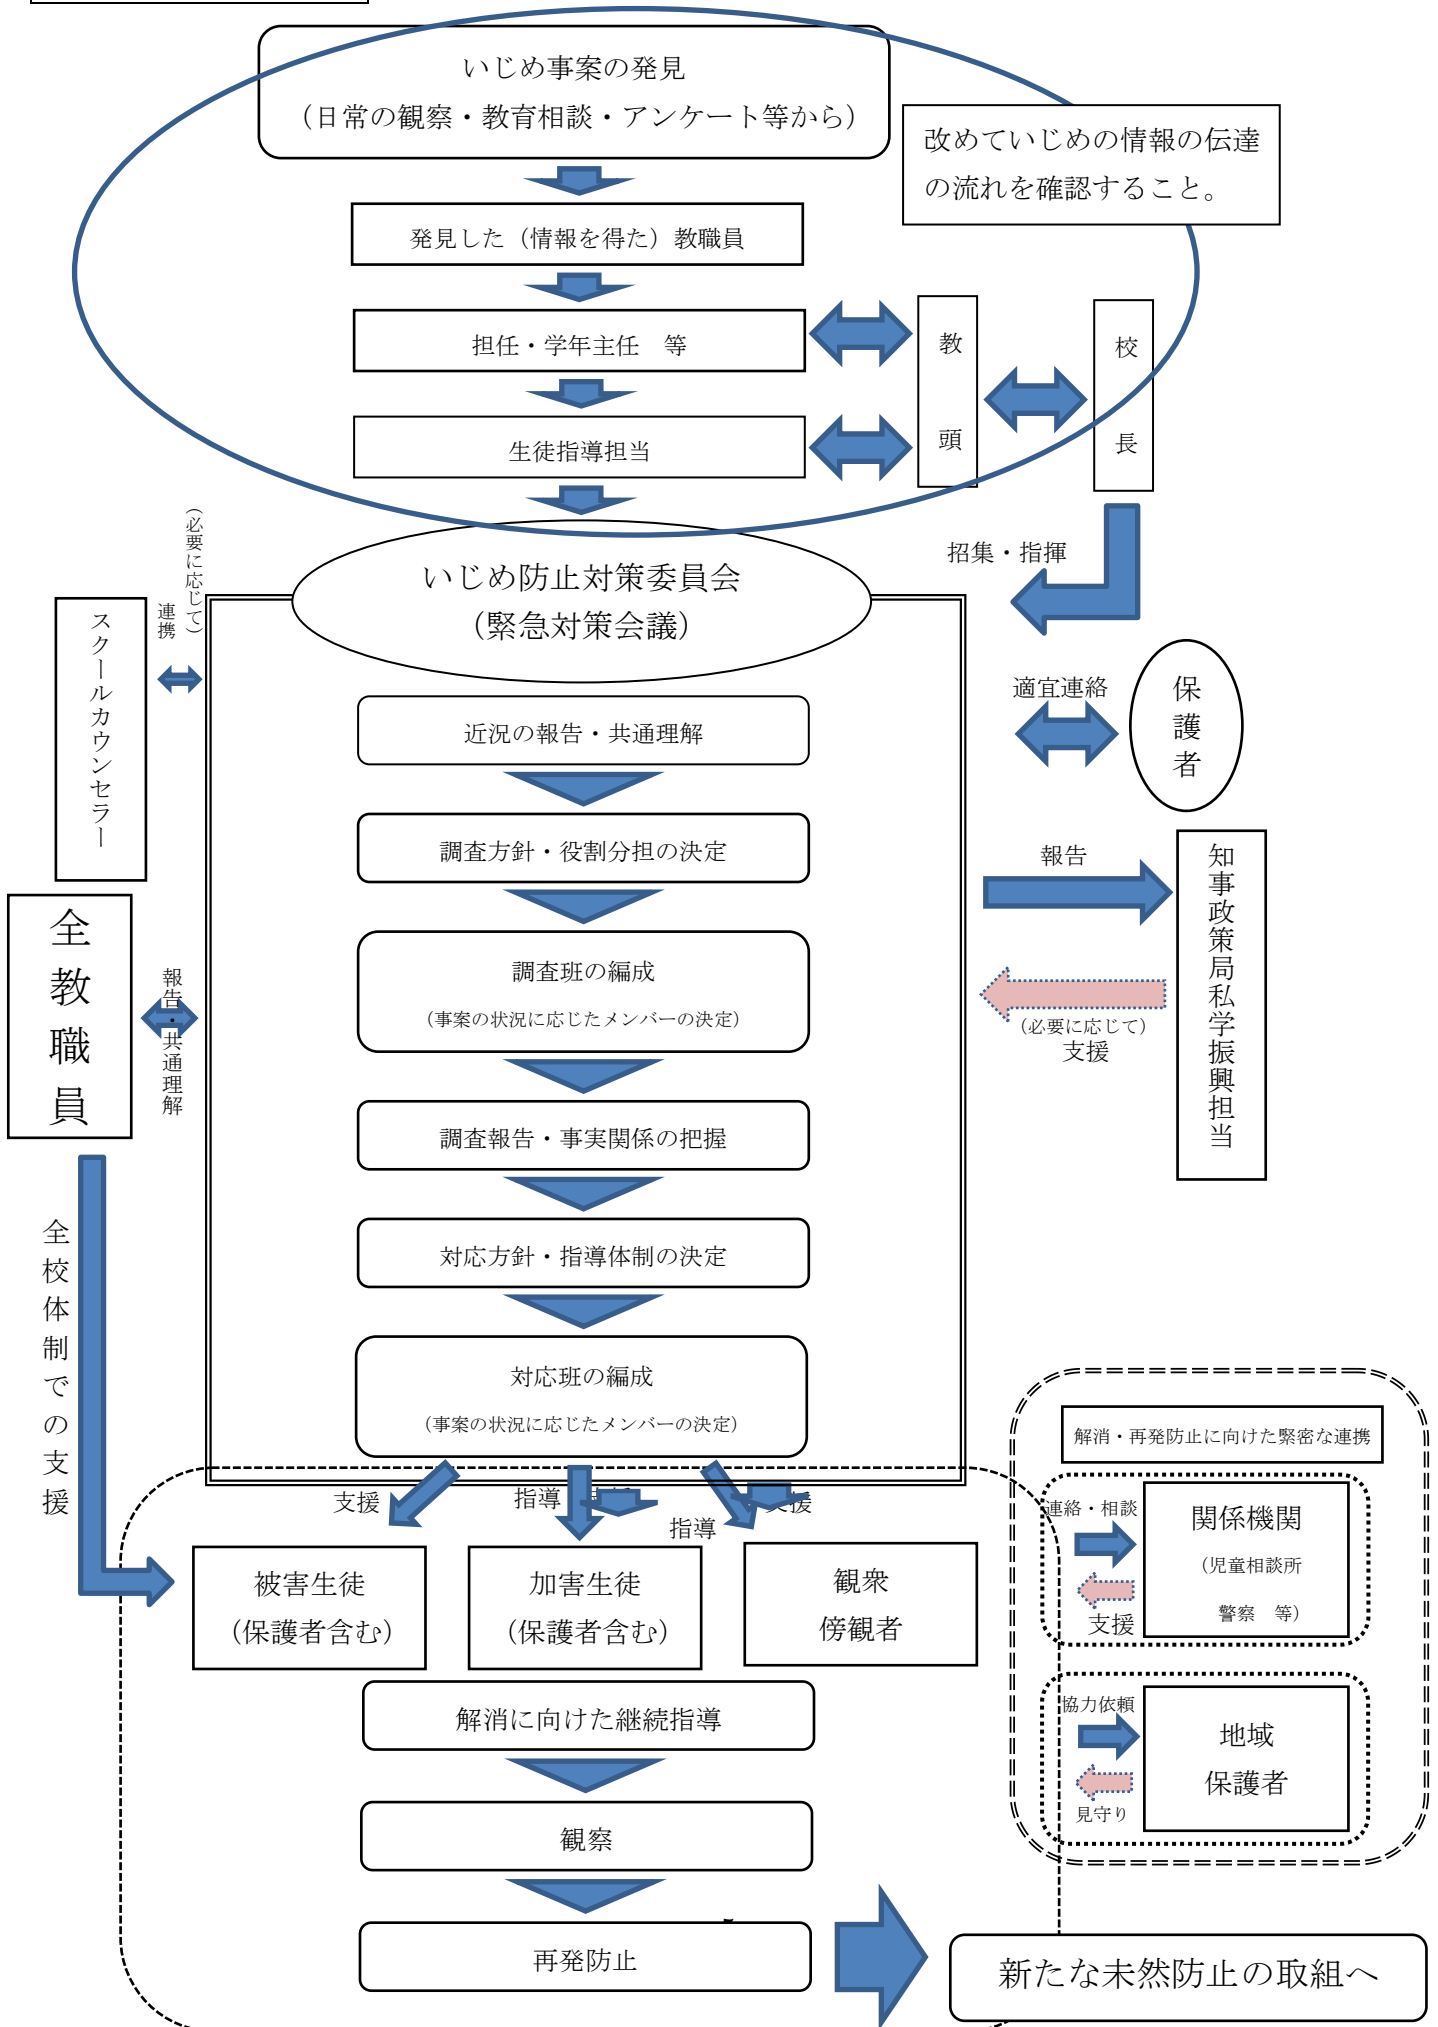 いじめ事案の発見
（日常の観察・教育相談・アンケート等から）
改めていじめの情報の伝達
の流れを確認すること。
発見した（情報を得た）教職員
担任・学年主任　等
教頭
校長
生徒指導担当
招集・指揮
いじめ防止対策委員会
（緊急対策会議）
（必要に応じて）
連携
スクールカウンセラー
適宜連絡
保護者
近況の報告・共通理解
調査方針・役割分担の決定
報告
知事政策局私学振興担当
全教職員
報告・共通理解
調査班の編成
（事案の状況に応じたメンバーの決定）
（必要に応じて）
支援
調査報告・事実関係の把握
全校体制での支援
対応方針・指導体制の決定
対応班の編成
（事案の状況に応じたメンバーの決定）
解消・再発防止に向けた緊密な連携
支援
指導
指導
支援
連絡・相談
関係機関
（児童相談所
警察　等）
支援
被害生徒
（保護者含む）
加害生徒
（保護者含む）
観衆
傍観者
解消に向けた継続指導
協力依頼
地域
保護者
見守り
観察
再発防止
新たな未然防止の取組へ